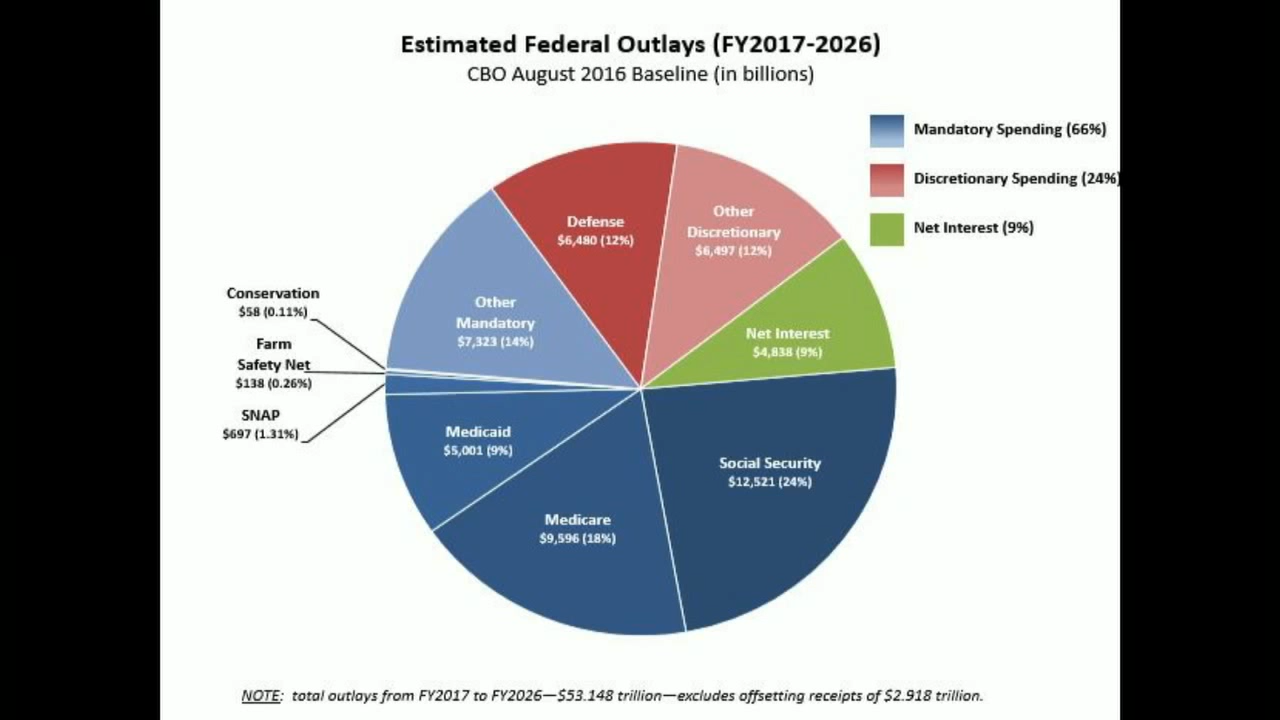 Estimated Federal Outlays (FY2017-2026)
CBO August 2016 Baseline (in billions)
Mandatory Spending (66%)
Discretionary Spending (24%)
Net Interest (9%)
Defense
$6,480 (12%)
Other
Discretionary
$6,497 (12%)
Net Interest
$4,838 (9%)
Social Security
$12,521 (24%)
Medicare
$9,596 (18%)
Medicaid
$5,001 (9%)
SNAP
$697 (1.31%)
Farm
Safety Net
$138 (0.26%)
Conservation
$58 (0.11%)
Other
Mandatory
$7,323 (14%)
NOTE: total outlays from FY2017 to FY2026—$53.148 trillion—excludes offsetting receipts of $2.918 trillion.